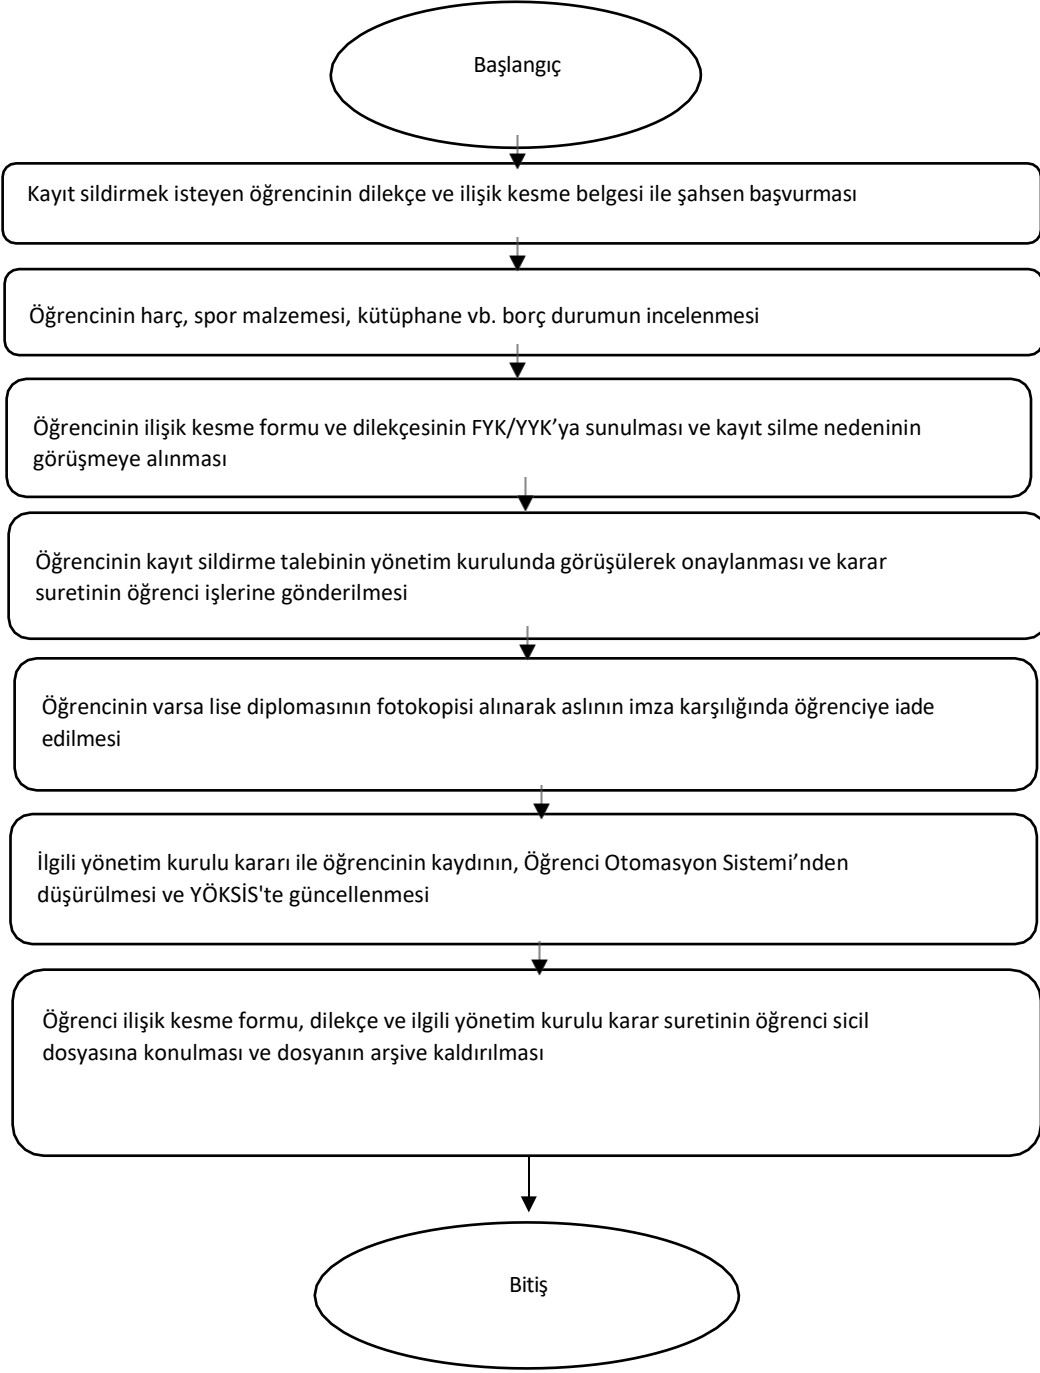 Başlangıç
Kayıt sildirmek isteyen öğrencinin dilekçe ve ilişik kesme belgesi ile şahsen başvurması
Öğrencinin harç, spor malzemesi, kütüphane vb. borç durumun incelenmesi
Öğrencinin ilişik kesme formu ve dilekçesinin FYK/YYK’ya sunulması ve kayıt silme nedeninin
görüşmeye alınması
Öğrencinin kayıt sildirme talebinin yönetim kurulunda görüşülerek onaylanması ve karar
suretinin öğrenci işlerine gönderilmesi
Öğrencinin varsa lise diplomasının fotokopisi alınarak aslının imza karşılığında öğrenciye iade
edilmesi
İlgili yönetim kurulu kararı ile öğrencinin kaydının, Öğrenci Otomasyon Sistemi’nden
düşürülmesi ve YÖKSİS'te güncellenmesi
Öğrenci ilişik kesme formu, dilekçe ve ilgili yönetim kurulu karar suretinin öğrenci sicil
dosyasına konulması ve dosyanın arşive kaldırılması
Bitiş